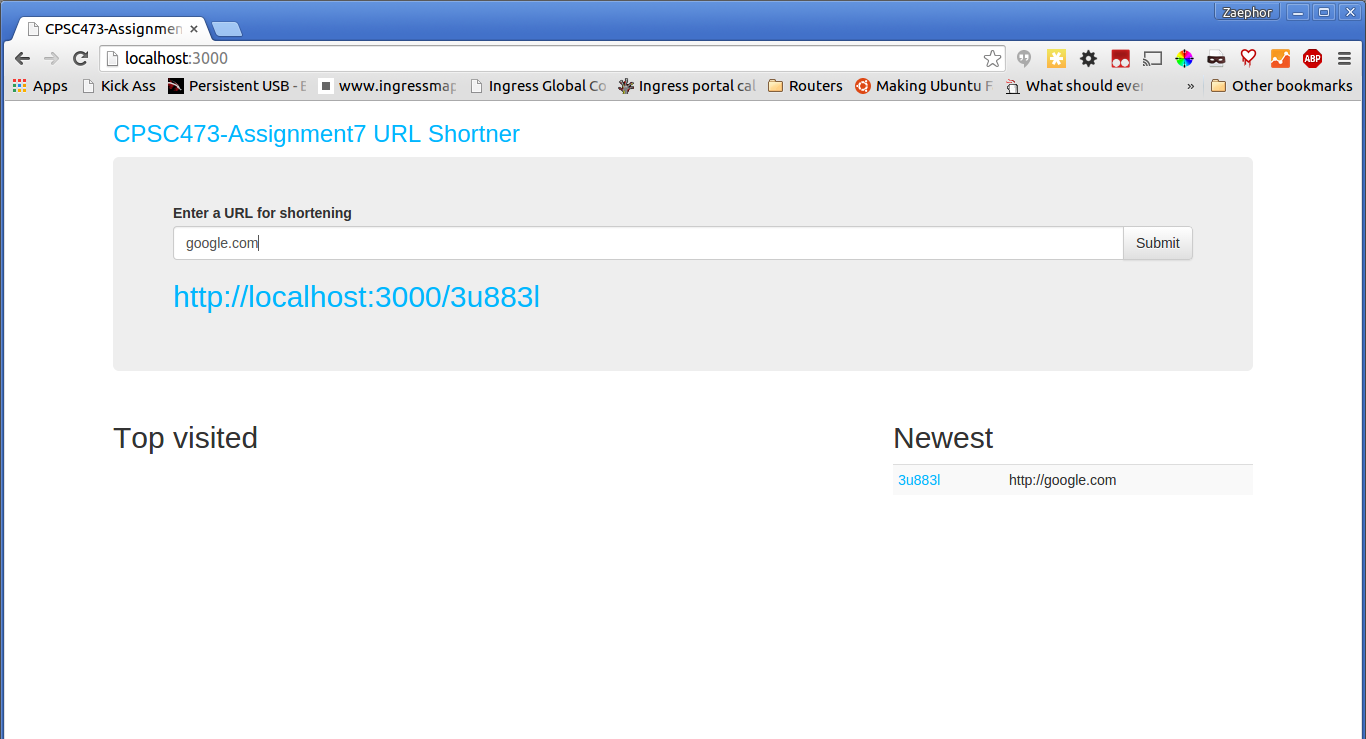 Zaephor
CPSC473-Assignmen
localhost:3000
ABP
Apps Kick Ass Persistent USB - www.ingressmap Ingress Global Co Ingress portal cal Routers Making Ubuntu F What should ever » Other bookmarks
CPSC473-Assignment7 URL Shortner
Enter a URL for shortening
google.com Submit
http://localhost:3000/3u883l
Top visited Newest
3u883l http://google.com